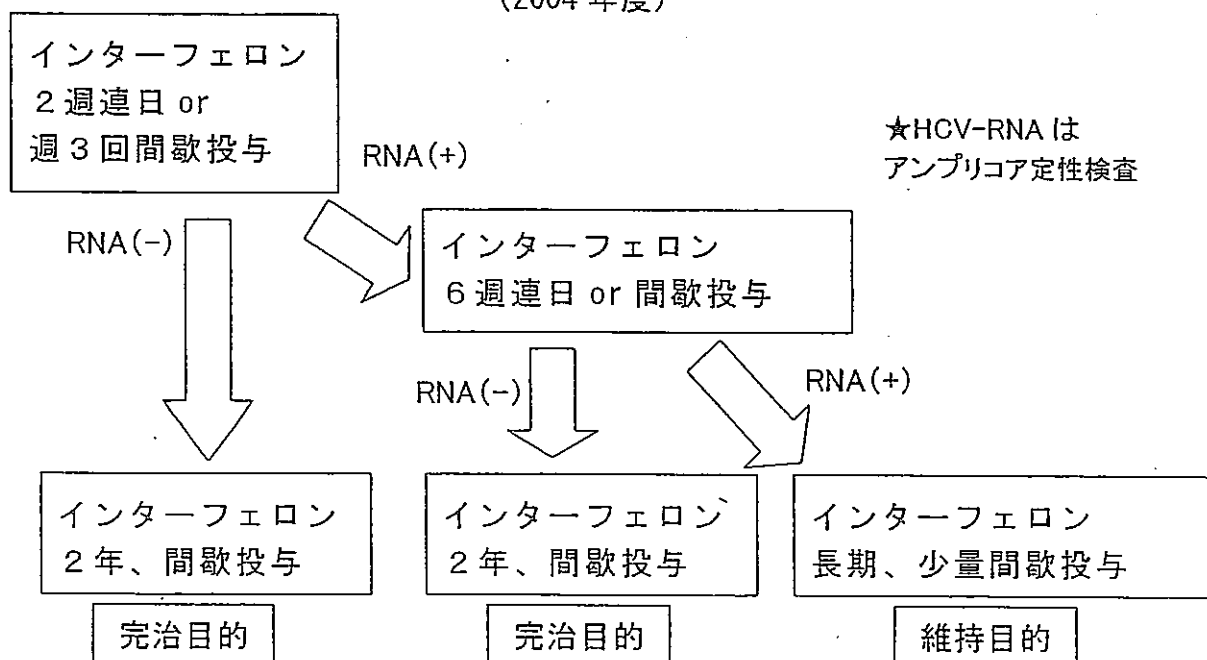 (2004 年度)
インターフェロン
2週連日 or
週3回間歇投与
RNA(+)
★HCV-RNA は
アンプリコア定性検査
RNA(-)
インターフェロン
6週連日 or 間歇投与
RNA(-)
RNA(+)
インターフェロン
2年、間歇投与
インターフェロン
2年、間歇投与
インターフェロン
長期、少量間歇投与
完治目的
完治目的
維持目的